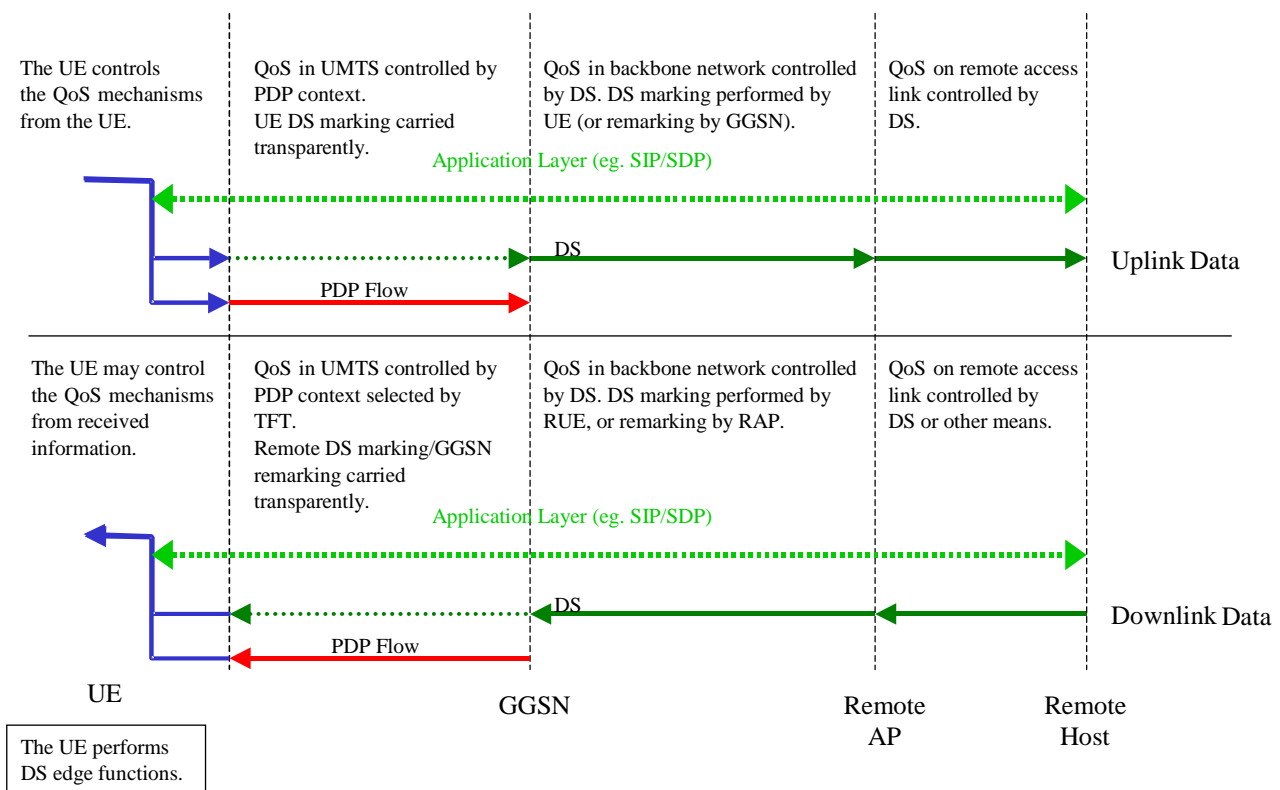 The UE controls
the QoS mechanisms
from the UE.
QoS in UMTS controlled by
PDP context.
UE DS marking carried
transparently.
QoS in backbone network controlled
by DS. DS marking performed by
UE (or remarking by GGSN).
QoS on remote access
link controlled by
DS.
Application Layer (eg. SIP/SDP)
DS
Uplink Data
PDP Flow
The UE may control
the QoS mechanisms
from received
information.
QoS in UMTS controlled by
PDP context selected by
TFT.
Remote DS marking/GGSN
remarking carried
transparently.
QoS in backbone network controlled
by DS. DS marking performed by
RUE, or remarking by RAP.
QoS on remote access
link controlled by
DS or other means.
Application Layer (eg. SIP/SDP)
DS
Downlink Data
PDP Flow
UE
GGSN
Remote
AP
Remote
Host
The UE performs
DS edge functions.